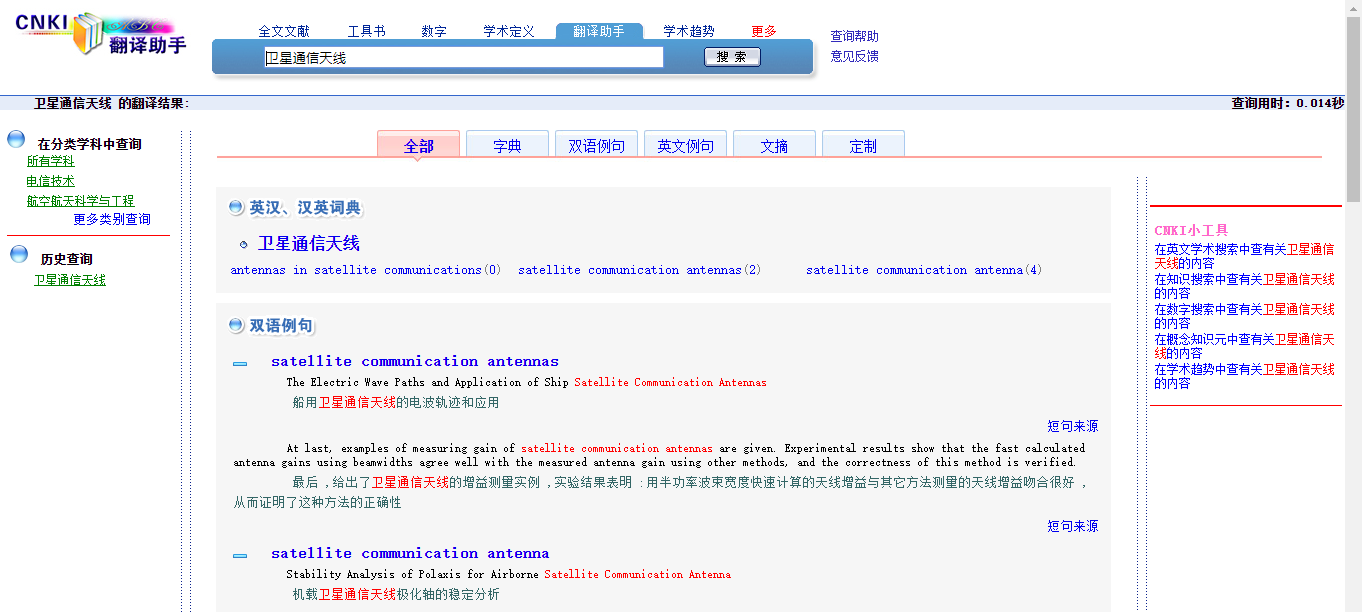 CNKI 翻译助手
全文文献 工具书 数字 学术定义 翻译助手 学术趋势 更多
卫星通信天线 搜 索
查询帮助
意见反馈
卫星通信天线 的翻译结果: 查询用时：0.014秒
在分类学科中查询
所有学科
电信技术
航空航天科学与工程
更多类别查询
历史查询
卫星通信天线
全部 字典 双语例句 英文例句 文摘 定制
英汉、汉英词典
卫星通信天线
antennas in satellite communications(0) satellite communication antennas(2) satellite communication antenna(4)
双语例句
satellite communication antennas
The Electric Wave Paths and Application of Ship Satellite Communication Antennas
船用卫星通信天线的电波轨迹和应用
短句来源
At last, examples of measuring gain of satellite communication antennas are given. Experimental results show that the fast calculated
antenna gains using beamwidths agree well with the measured antenna gain using other methods, and the correctness of this method is verified.
最后 ,给出了卫星通信天线的增益测量实例 ,实验结果表明 :用半功率波束宽度快速计算的天线增益与其它方法测量的天线增益吻合很好 ,
从而证明了这种方法的正确性
短句来源
satellite communication antenna
Stability Analysis of Polaxis for Airborne Satellite Communication Antenna
机载卫星通信天线极化轴的稳定分析
CNKI小工具
在英文学术搜索中查有关卫星通信
天线的内容
在知识搜索中查有关卫星通信天线
的内容
在数字搜索中查有关卫星通信天线
的内容
在概念知识元中查有关卫星通信天
线的内容
在学术趋势中查有关卫星通信天线
的内容